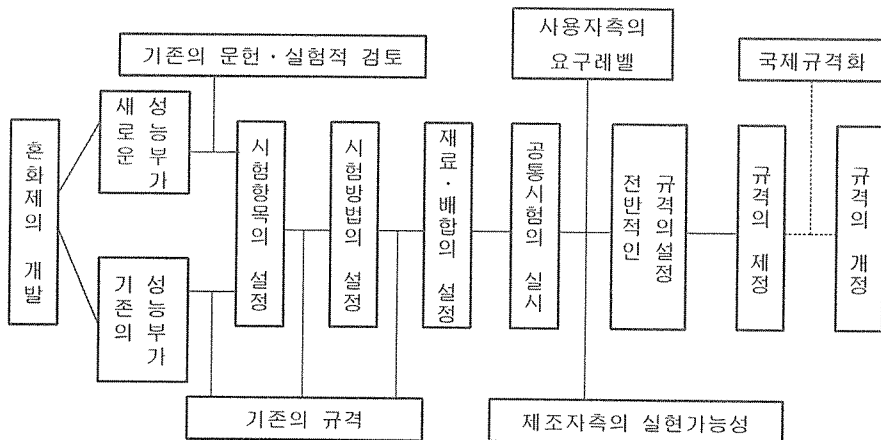 기존의 문헌·실험적 검토
사용자측의
요구레벨
국제규격화
혼화제의 개발
새로운
성능부가
기존의
성능부가
시험항목의 설정
시험방법의 설정
재료·배합의 설정
공통시험의 실시
전반적인
규격의설정
규격의 제정
규격의 개정
기존의 규격
제조자측의 실현가능성